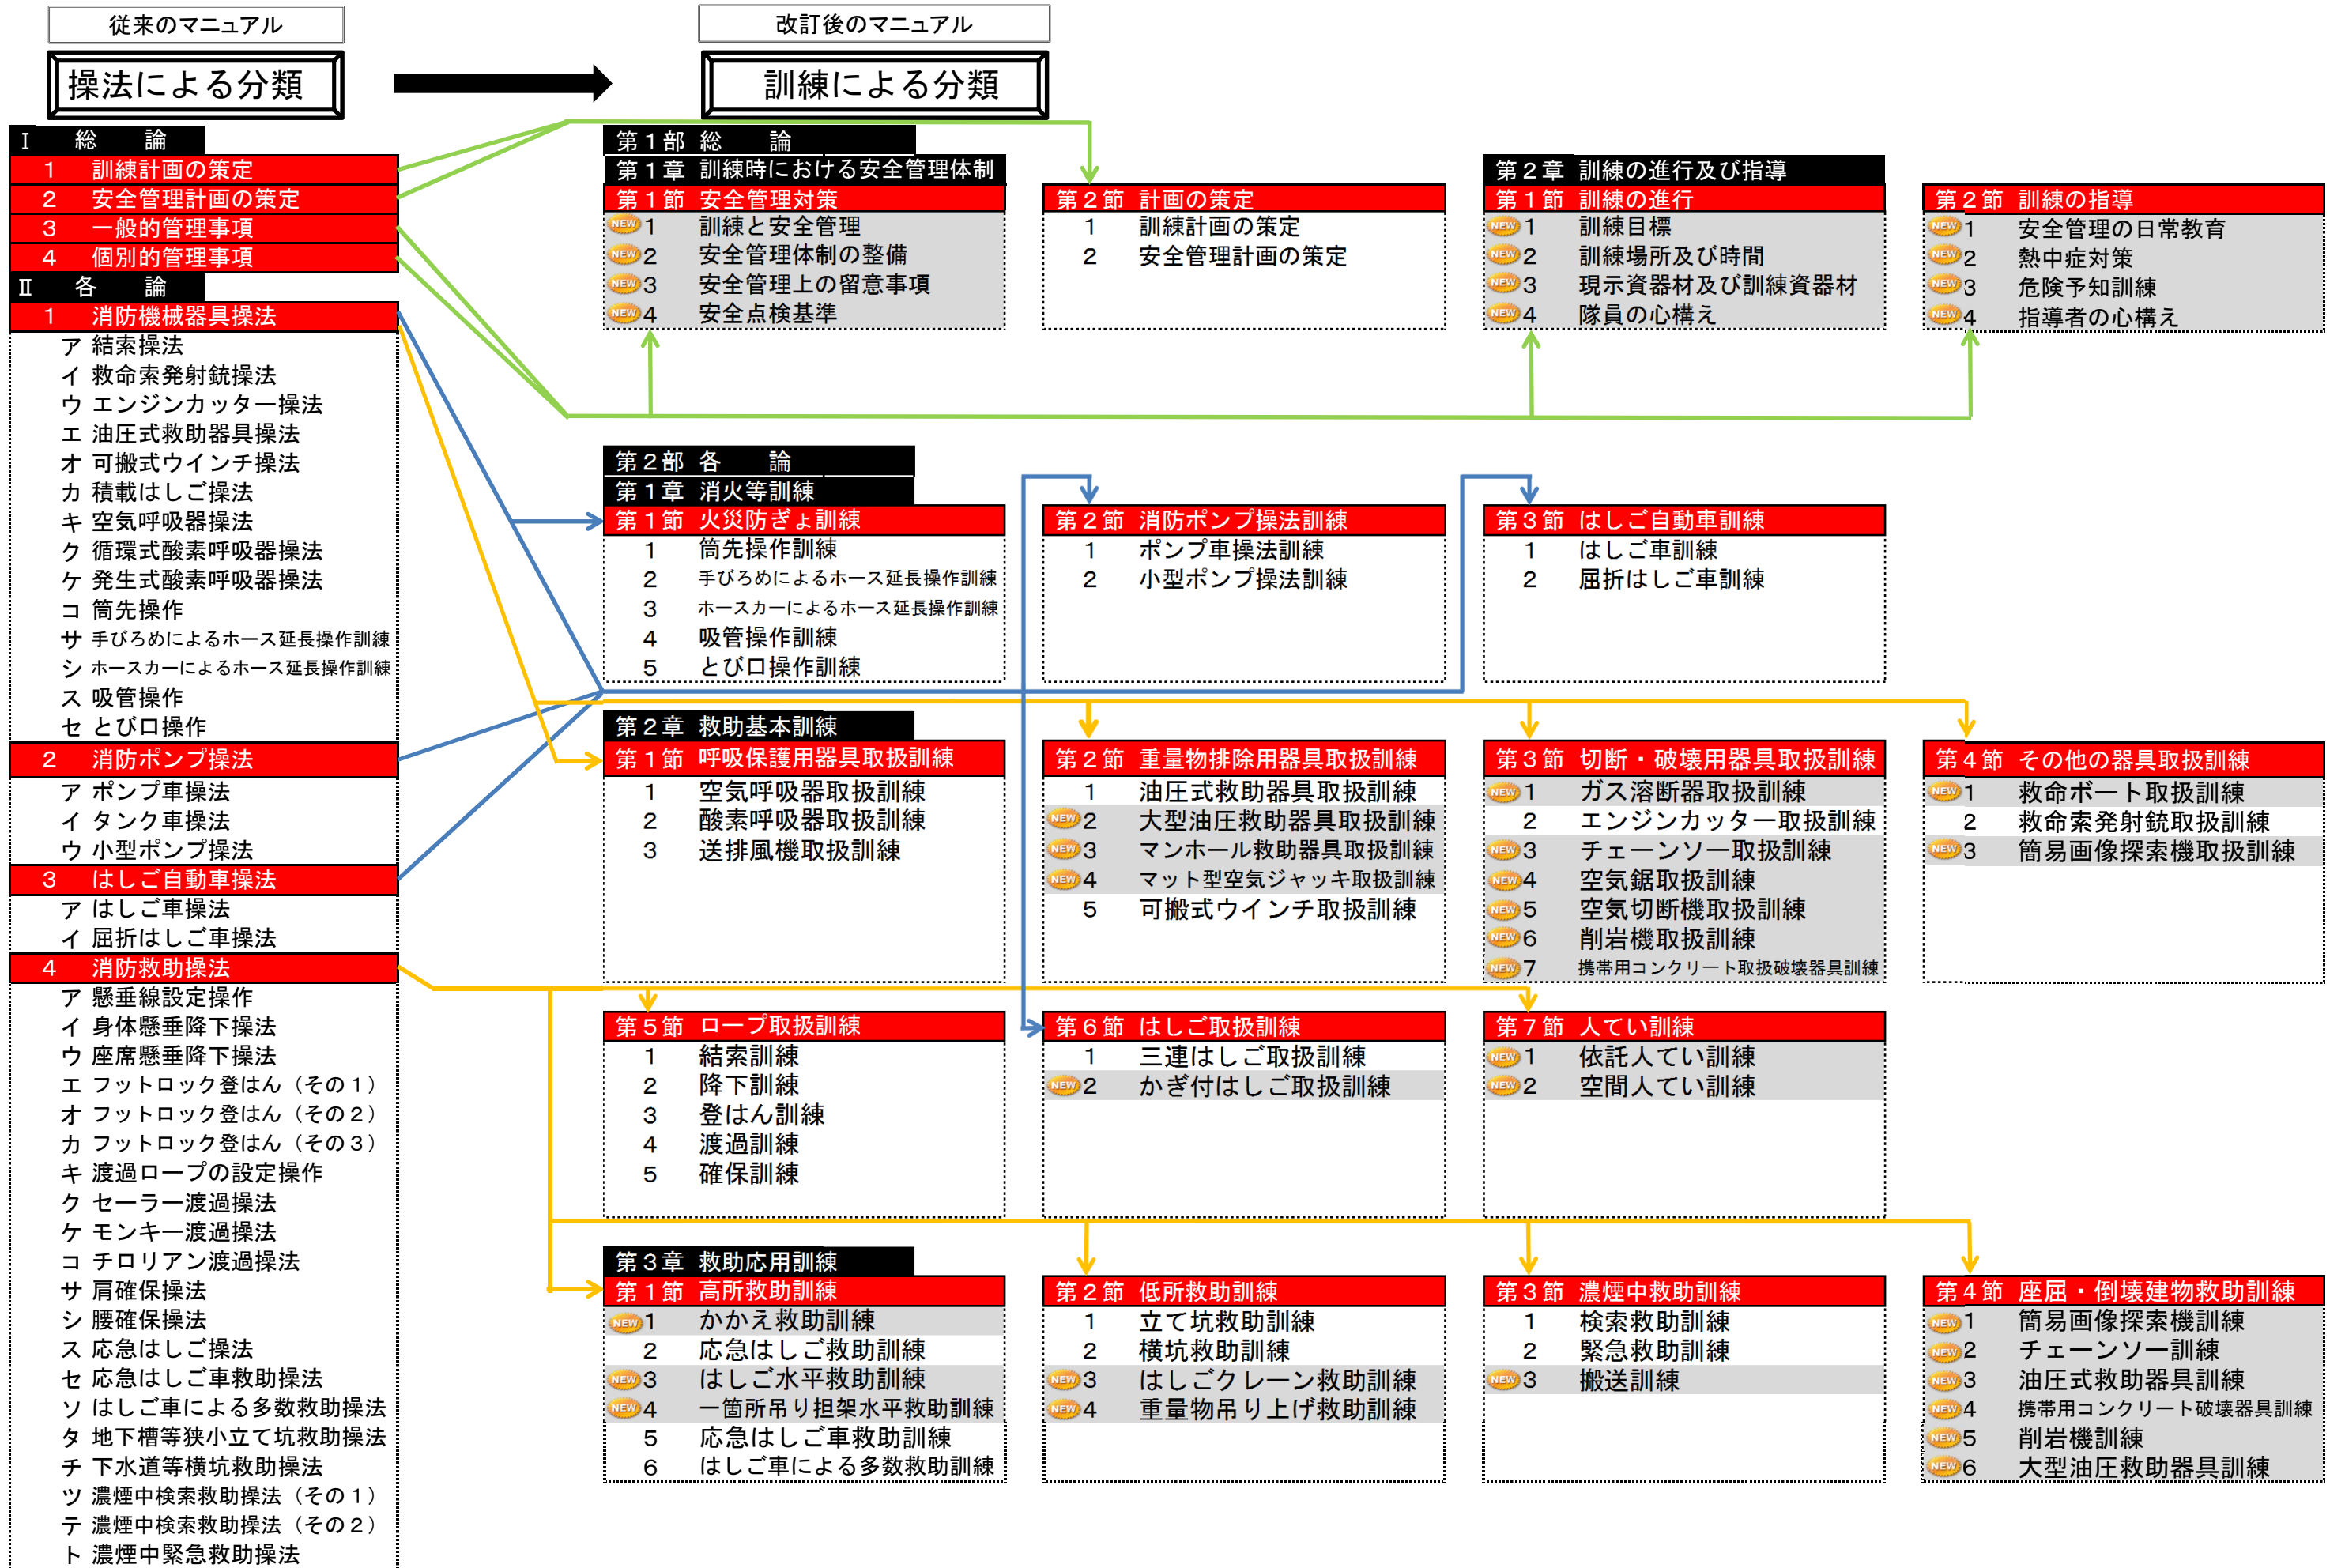 従来のマニュアル
操法による分類
改訂後のマニュアル
訓練による分類
Ⅰ 総 論
1 訓練計画の策定
2 安全管理計画の策定
3 一般的管理事項
4 個別的管理事項
Ⅱ 各 論
1 消防機械器具操法
ア 結索操法
イ 救命索発射銃操法
ウ エンジンカッター操法
エ 油圧式救助器具操法
オ 可搬式ウインチ操法
カ 積載はしご操法
キ 空気呼吸器操法
ク 循環式酸素呼吸器操法
ケ 発生式酸素呼吸器操法
コ 筒先操作
サ 手びろめによるホース延長操作訓練
シ ホースカーによるホース延長操作訓練
ス 吸管操作
セ とび口操作
2 消防ポンプ操法
ア ポンプ車操法
イ タンク車操法
ウ 小型ポンプ操法
3 はしご自動車操法
ア はしご車操法
イ 屈折はしご車操法
4 消防救助操法
ア 懸垂線設定操作
イ 身体懸垂降下操法
ウ 座席懸垂降下操法
エ フットロック登はん（その1）
オ フットロック登はん（その2）
カ フットロック登はん（その3）
キ 渡過ロープの設定操作
ク セーラー渡過操法
ケ モンキー渡過操法
コ チロリアン渡過操法
サ 肩確保操法
シ 腰確保操法
ス 応急はしご操法
セ 応急はしご車救助操法
ソ はしご車による多数救助操法
タ 地下槽等狭小立て坑救助操法
チ 下水道等横坑救助操法
ツ 濃煙中検索救助操法（その1）
テ 濃煙中検索救助操法（その2）
ト 濃煙中緊急救助操法
第1部 総 論
第1章 訓練時における安全管理体制
第1節 安全管理対策
NEW 1 訓練と安全管理
NEW 2 安全管理体制の整備
NEW 3 安全管理上の留意事項
NEW 4 安全点検基準
第2節 計画の策定
1 訓練計画の策定
2 安全管理計画の策定
第2章 訓練の進行及び指導
第1節 訓練の進行
NEW 1 訓練目標
NEW 2 訓練場所及び時間
NEW 3 現示資器材及び訓練資器材
NEW 4 隊員の心構え
第2節 訓練の指導
NEW 1 安全管理の日常教育
NEW 2 熱中症対策
NEW 3 危険予知訓練
NEW 4 指導者の心構え
第2部 各 論
第1章 消火等訓練
第1節 火災防ぎょ訓練
1 筒先操作訓練
2 手びろめによるホース延長操作訓練
3 ホースカーによるホース延長操作訓練
4 吸管操作訓練
5 とび口操作訓練
第2節 消防ポンプ操法訓練
1 ポンプ車操法訓練
2 小型ポンプ操法訓練
第3節 はしご自動車訓練
1 はしご車訓練
2 屈折はしご車訓練
第2章 救助基本訓練
第1節 呼吸保護用器具取扱訓練
1 空気呼吸器取扱訓練
2 酸素呼吸器取扱訓練
3 送排風機取扱訓練
第2節 重量物排除用器具取扱訓練
1 油圧式救助器具取扱訓練
NEW 2 大型油圧救助器具取扱訓練
NEW 3 マンホール救助器具取扱訓練
NEW 4 マット型空気ジャッキ取扱訓練
5 可搬式ウインチ取扱訓練
第3節 切断・破壊用器具取扱訓練
NEW 1 ガス溶断器取扱訓練
2 エンジンカッター取扱訓練
NEW 3 チェーンソー取扱訓練
NEW 4 空気鋸取扱訓練
NEW 5 空気切断機取扱訓練
NEW 6 削岩機取扱訓練
NEW 7 携帯用コンクリート取扱破壊器具訓練
第4節 その他の器具取扱訓練
NEW 1 救命ボート取扱訓練
2 救命索発射銃取扱訓練
NEW 3 簡易画像探索機取扱訓練
第5節 ロープ取扱訓練
1 結索訓練
2 降下訓練
3 登はん訓練
4 渡過訓練
5 確保訓練
第6節 はしご取扱訓練
1 三連はしご取扱訓練
NEW 2 かぎ付はしご取扱訓練
第7節 人てい訓練
NEW 1 依託人てい訓練
NEW 2 空間人てい訓練
第3章 救助応用訓練
第1節 高所救助訓練
NEW 1 かかえ救助訓練
2 応急はしご救助訓練
NEW 3 はしご水平救助訓練
NEW 4 一箇所吊り担架水平救助訓練
5 応急はしご車救助訓練
6 はしご車による多数救助訓練
第2節 低所救助訓練
1 立て坑救助訓練
2 横坑救助訓練
NEW 3 はしごクレーン救助訓練
NEW 4 重量物吊り上げ救助訓練
第3節 濃煙中救助訓練
1 検索救助訓練
2 緊急救助訓練
NEW 3 搬送訓練
第4節 座屈・倒壊建物救助訓練
NEW 1 簡易画像探索機訓練
NEW 2 チェーンソー訓練
NEW 3 油圧式救助器具訓練
NEW 4 携帯用コンクリート破壊器具訓練
NEW 5 削岩機訓練
NEW 6 大型油圧救助器具訓練